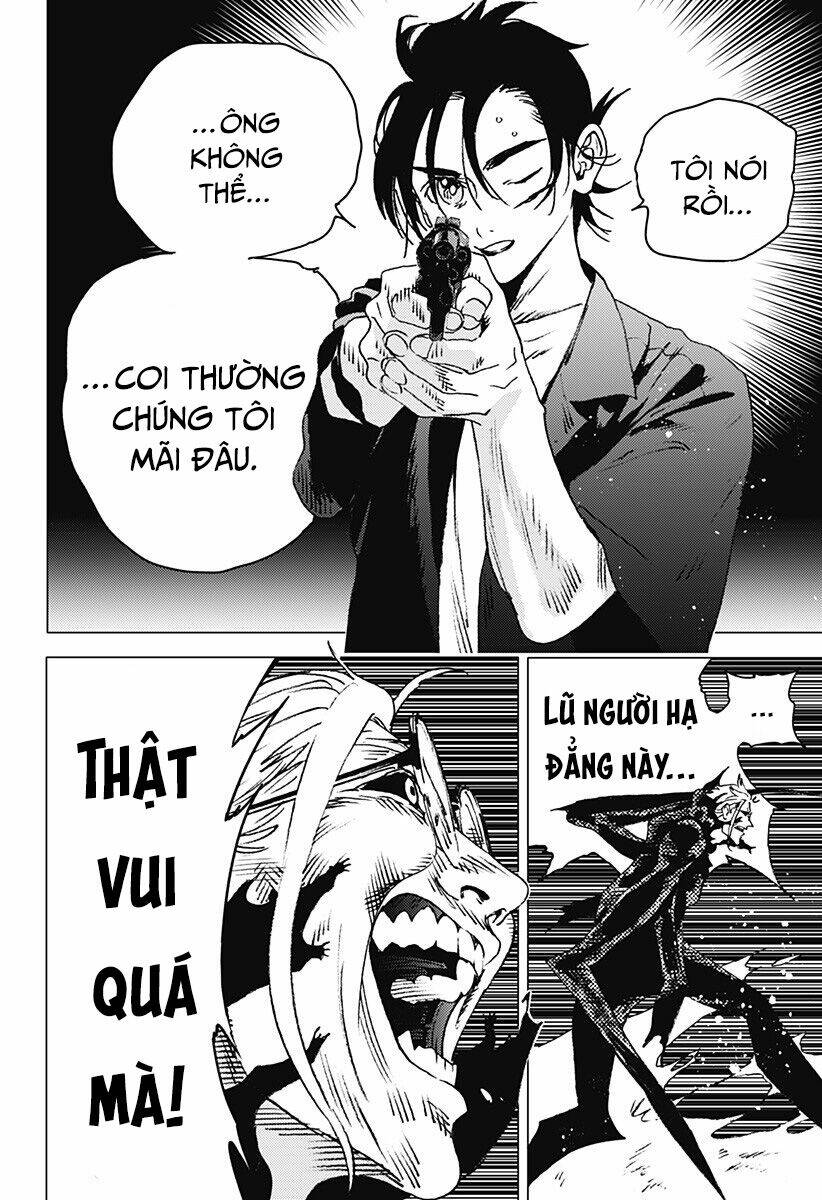 TÔI NÓI
RỒI...
...ÔNG
KHÔNG
THỂ...
...COI THƯỜNG
CHÚNG TÔI
MÃI ĐÂU.
...
LŨ NGƯỜI HẠ
ĐẲNG NÀY...
THẬT
VUI
QUÁ
MÀ!